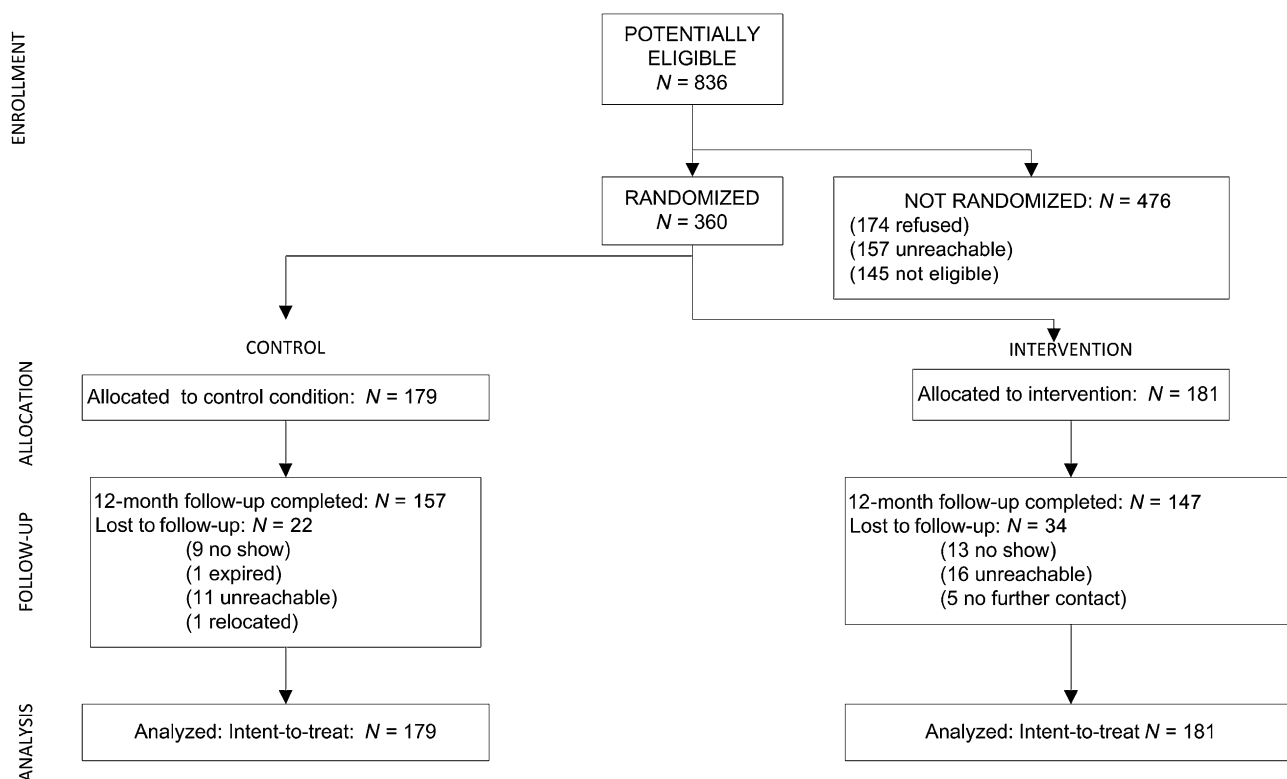 ENROLLMENT
POTENTIALLY
ELIGIBLE
N = 836
RANDOMIZED
N = 360
NOT RANDOMIZED: N = 476
(174 refused)
(157 unreachable)
(145 not eligible)
CONTROL
INTERVENTION
ALLOCATION
Allocated to control condition: N = 179
Allocated to intervention: N = 181
FOLLOW-UP
12-month follow-up completed: N = 157
Lost to follow-up: N = 22
(9 no show)
(1 expired)
(11 unreachable)
(1 relocated)
12-month follow-up completed: N = 147
Lost to follow-up: N = 34
(13 no show)
(16 unreachable)
(5 no further contact)
ANALYSIS
Analyzed: Intent-to-treat: N = 179
Analyzed: Intent-to-treat N = 181